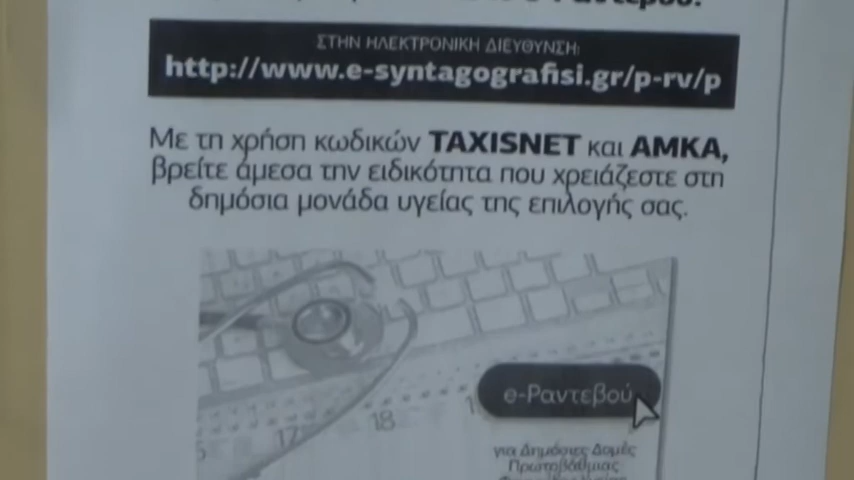 ΣΤΗΝ ΗΛΕΚΤΡΟΝΙΚΗ ΔΙΕΥΘΥΝΣΗ:
http://www.e-syntagografisi.gr/p-rv/p
Με τη χρήση κωδικών TAXISNET και ΑΜΚΑ,
βρείτε άμεσα την ειδικότητα που χρειάζεστε στη
δημόσια μονάδα υγείας της επιλογής σας.
e-Ραντεβού
17 18
για Δημόσιες Δομές
Πρωτοβάθμιας